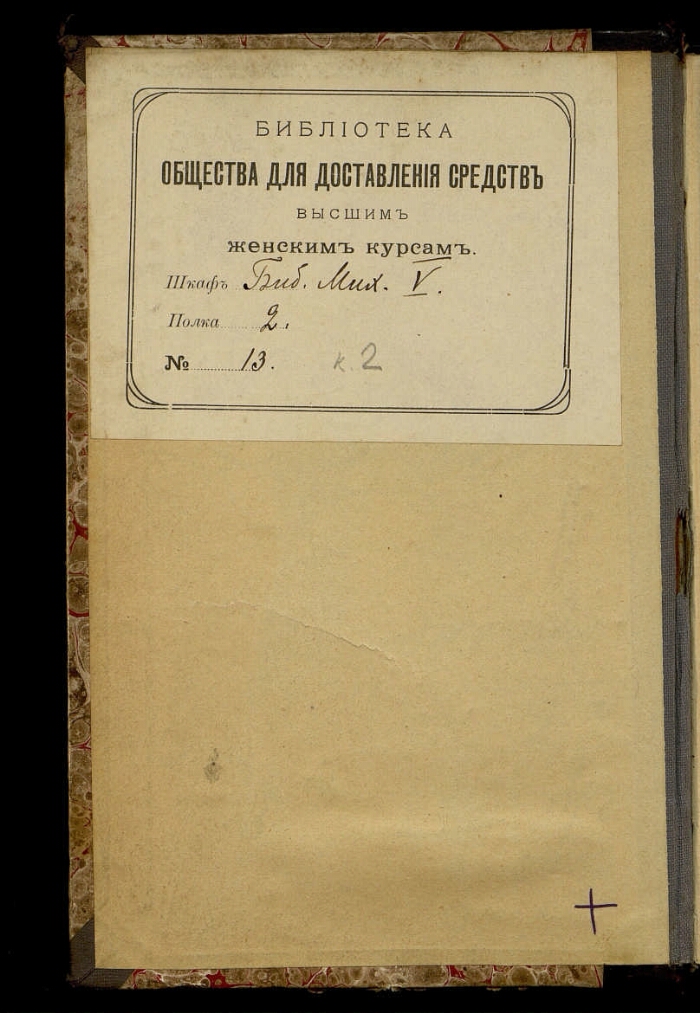 БИБЛІОТЕКА
ОБЩЕСТВА ДЛЯ ДОСТАВЛЕНІЯ СРЕДСТВЪ
ВЫСШИМЪ
ЖЕНСКИМЪ КУРСАМЪ.
Шкафъ Биб. Мих. V.
Полка 2.
№ 13. к. 2